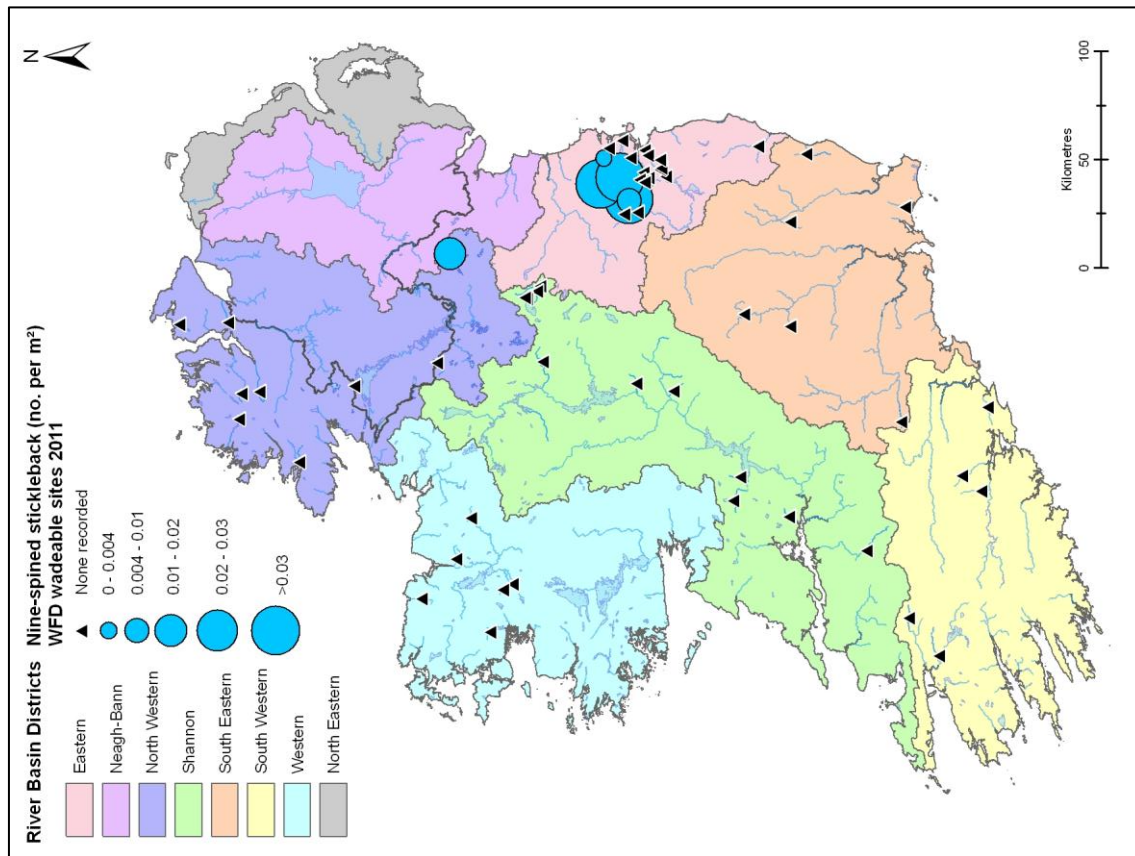 River Basin Districts
Eastern
Neagh-Bann
North Western
Shannon
South Eastern
South Western
Western
North Eastern
Nine-spined stickleback (no. per m²)
WFD wadeable sites 2011
None recorded
0 - 0.004
0.004 - 0.01
0.01 - 0.02
0.02 - 0.03
>0.03
N
0 50 100
Kilometres